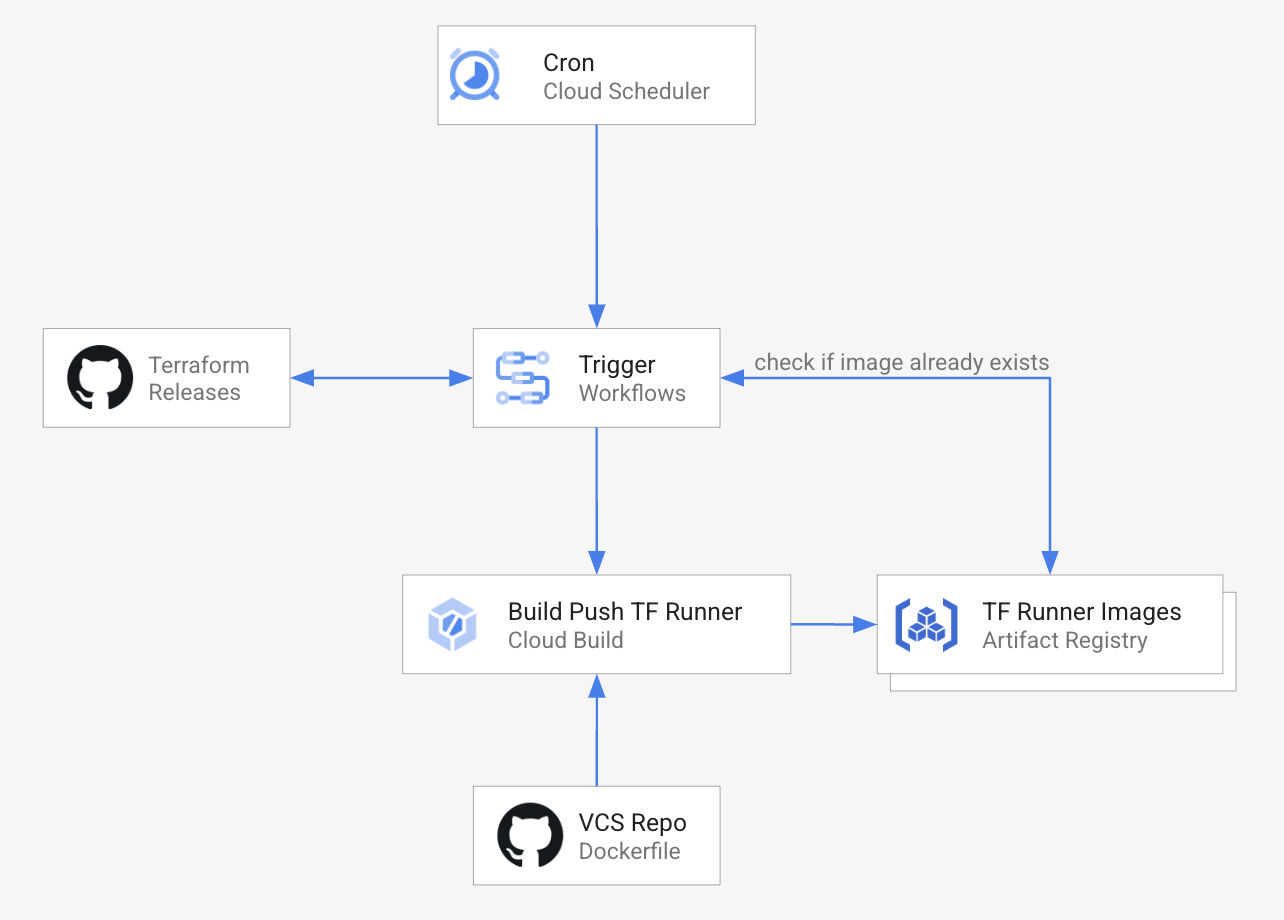 Cron
Cloud Scheduler
Terraform
Releases
Trigger
Workflows
check if image already exists
Build Push TF Runner
Cloud Build
TF Runner Images
Artifact Registry
VCS Repo
Dockerfile